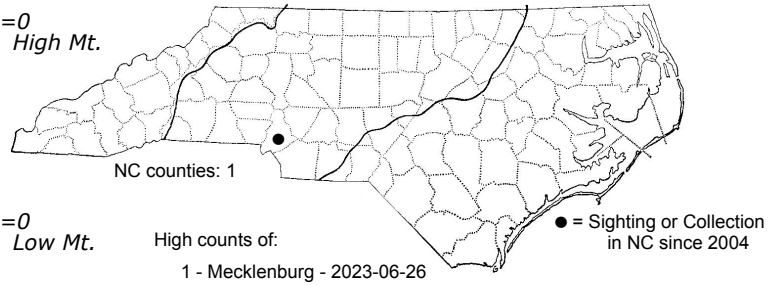 =0
High Mt.
NC counties: 1
=0
Low Mt.
High counts of:
1 - Mecklenburg - 2023-06-26
● = Sighting or Collection
in NC since 2004